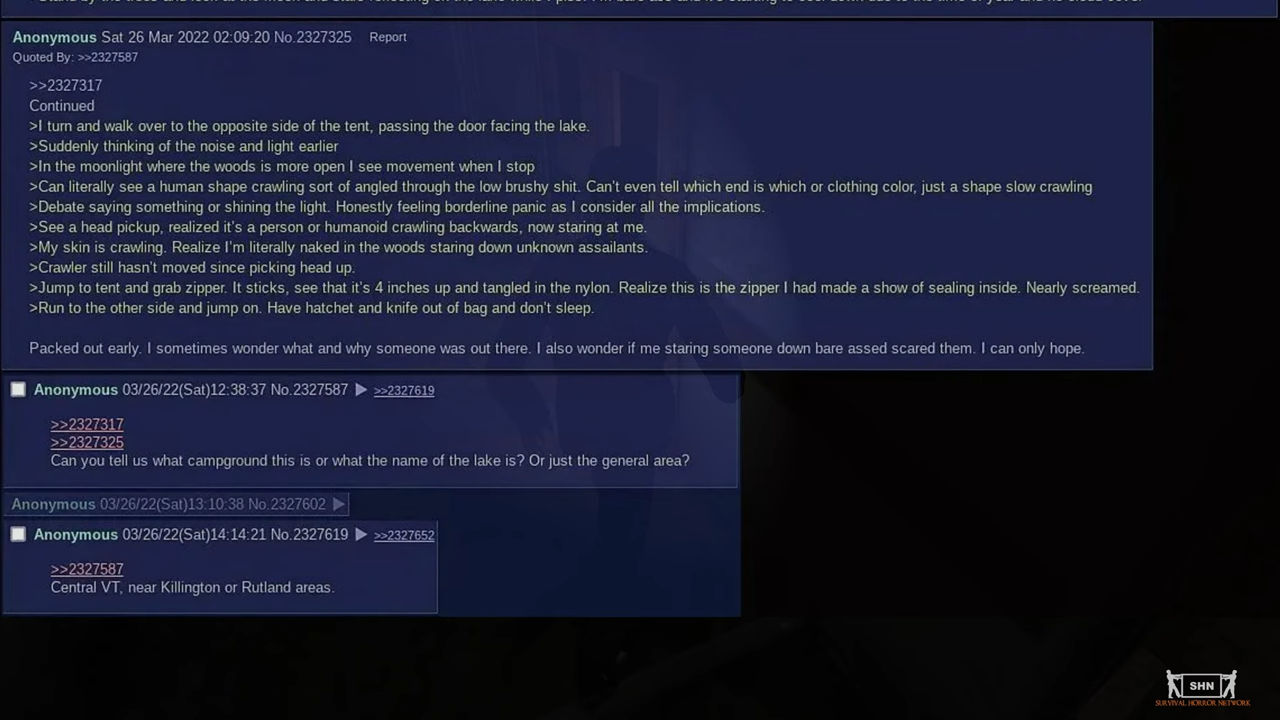 Anonymous Sat 26 Mar 2022 02:09:20 No.2327325 Report
Quoted By: >>2327587
>>2327317
Continued
>I turn and walk over to the opposite side of the tent, passing the door facing the lake.
>Suddenly thinking of the noise and light earlier
>In the moonlight where the woods is more open I see movement when I stop
>Can literally see a human shape crawling sort of angled through the low brushy shit. Can't even tell which end is which or clothing color, just a shape slow crawling
>Debate saying something or shining the light. Honestly feeling borderline panic as I consider all the implications.
>See a head pickup, realized it's a person or humanoid crawling backwards, now staring at me.
>My skin is crawling. Realize I'm literally naked in the woods staring down unknown assailants.
>Crawler still hasn't moved since picking head up.
>Jump to tent and grab zipper. It sticks, see that it's 4 inches up and tangled in the nylon. Realize this is the zipper I had made a show of sealing inside. Nearly screamed.
>Run to the other side and jump on. Have hatchet and knife out of bag and don't sleep.
Packed out early. I sometimes wonder what and why someone was out there. I also wonder if me staring someone down bare assed scared them. I can only hope.
Anonymous 03/26/22(Sat)12:38:37 No.2327587 ▶ >>2327619
>>2327317
>>2327325
Can you tell us what campground this is or what the name of the lake is? Or just the general area?
Anonymous 03/26/22(Sat)13:10:38 No.2327602 ▶
Anonymous 03/26/22(Sat)14:14:21 No.2327619 ▶ >>2327652
>>2327587
Central VT, near Killington or Rutland areas.
SHN
SURVIVAL HORROR NETWORK